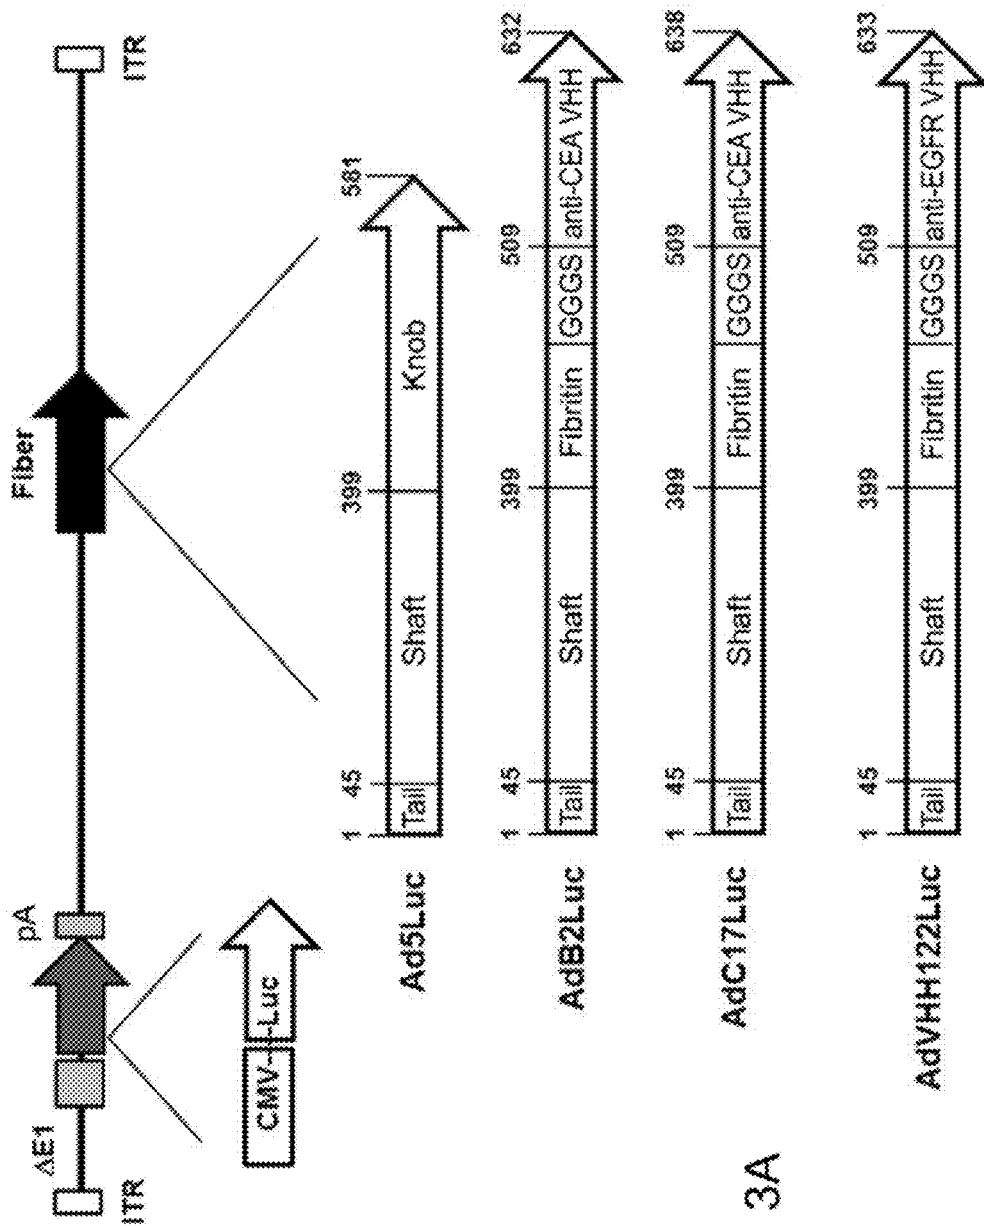 ITR
ΔE1
pA
Fiber
ITR
CMV
Luc
Ad5Luc
1
45
399
581
Tail
Shaft
Knob
AdB2Luc
1
45
399
509
632
Tail
Shaft
Fibritin
GGGS
anti-CEA VHH
AdC17Luc
1
45
399
509
638
Tail
Shaft
Fibritin
GGGS
anti-CEA VHH
AdVHH122Luc
1
45
399
509
633
Tail
Shaft
Fibritin
GGGS
anti-EGFR VHH
3A